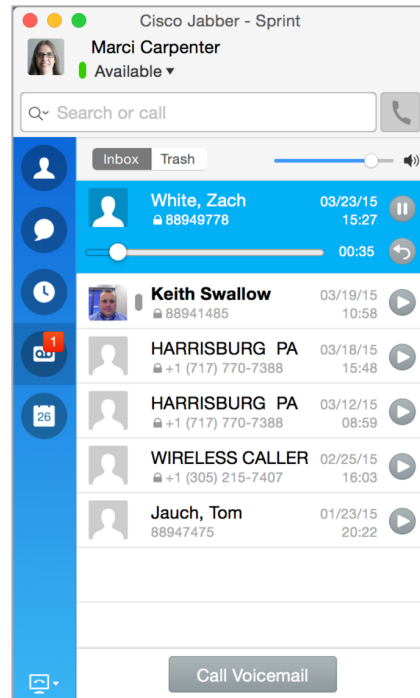 Cisco Jabber - Sprint
Marci Carpenter
Available
Search or call
Inbox Trash
White, Zach 03/23/15
88949778 15:27
00:35
Keith Swallow 03/19/15
88941485 10:58
HARRISBURG PA 03/18/15
+1 (717) 770-7388 15:48
1
HARRISBURG PA 03/12/15
+1 (717) 770-7388 08:59
26
WIRELESS CALLER 02/25/15
+1 (305) 215-7407 16:03
Jauch, Tom 01/23/15
88947475 20:22
Call Voicemail